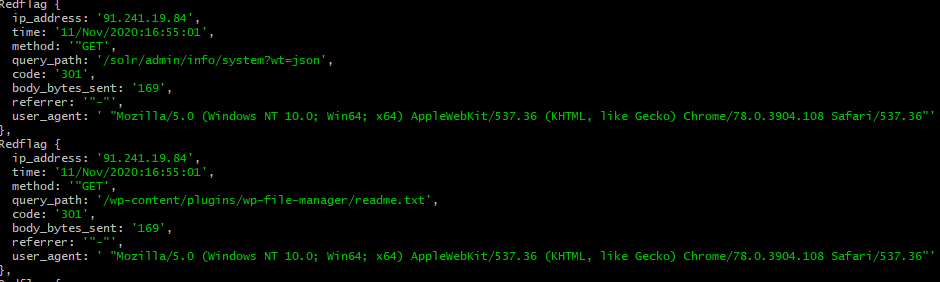 Redflag {
  ip_address: '91.241.19.84',
  time: '11/Nov/2020:16:55:01',
  method: '"GET',
  query_path: '/solr/admin/info/system?wt=json',
  code: '301',
  body_bytes_sent: '169',
  referrer: '"-"',
  user_agent: ' "Mozilla/5.0 (Windows NT 10.0; Win64; x64) AppleWebKit/537.36 (KHTML, like Gecko) Chrome/78.0.3904.108 Safari/537.36"'
},
Redflag {
  ip_address: '91.241.19.84',
  time: '11/Nov/2020:16:55:01',
  method: '"GET',
  query_path: '/wp-content/plugins/wp-file-manager/readme.txt',
  code: '301',
  body_bytes_sent: '169',
  referrer: '"-"',
  user_agent: ' "Mozilla/5.0 (Windows NT 10.0; Win64; x64) AppleWebKit/537.36 (KHTML, like Gecko) Chrome/78.0.3904.108 Safari/537.36"'
},
Redflag {